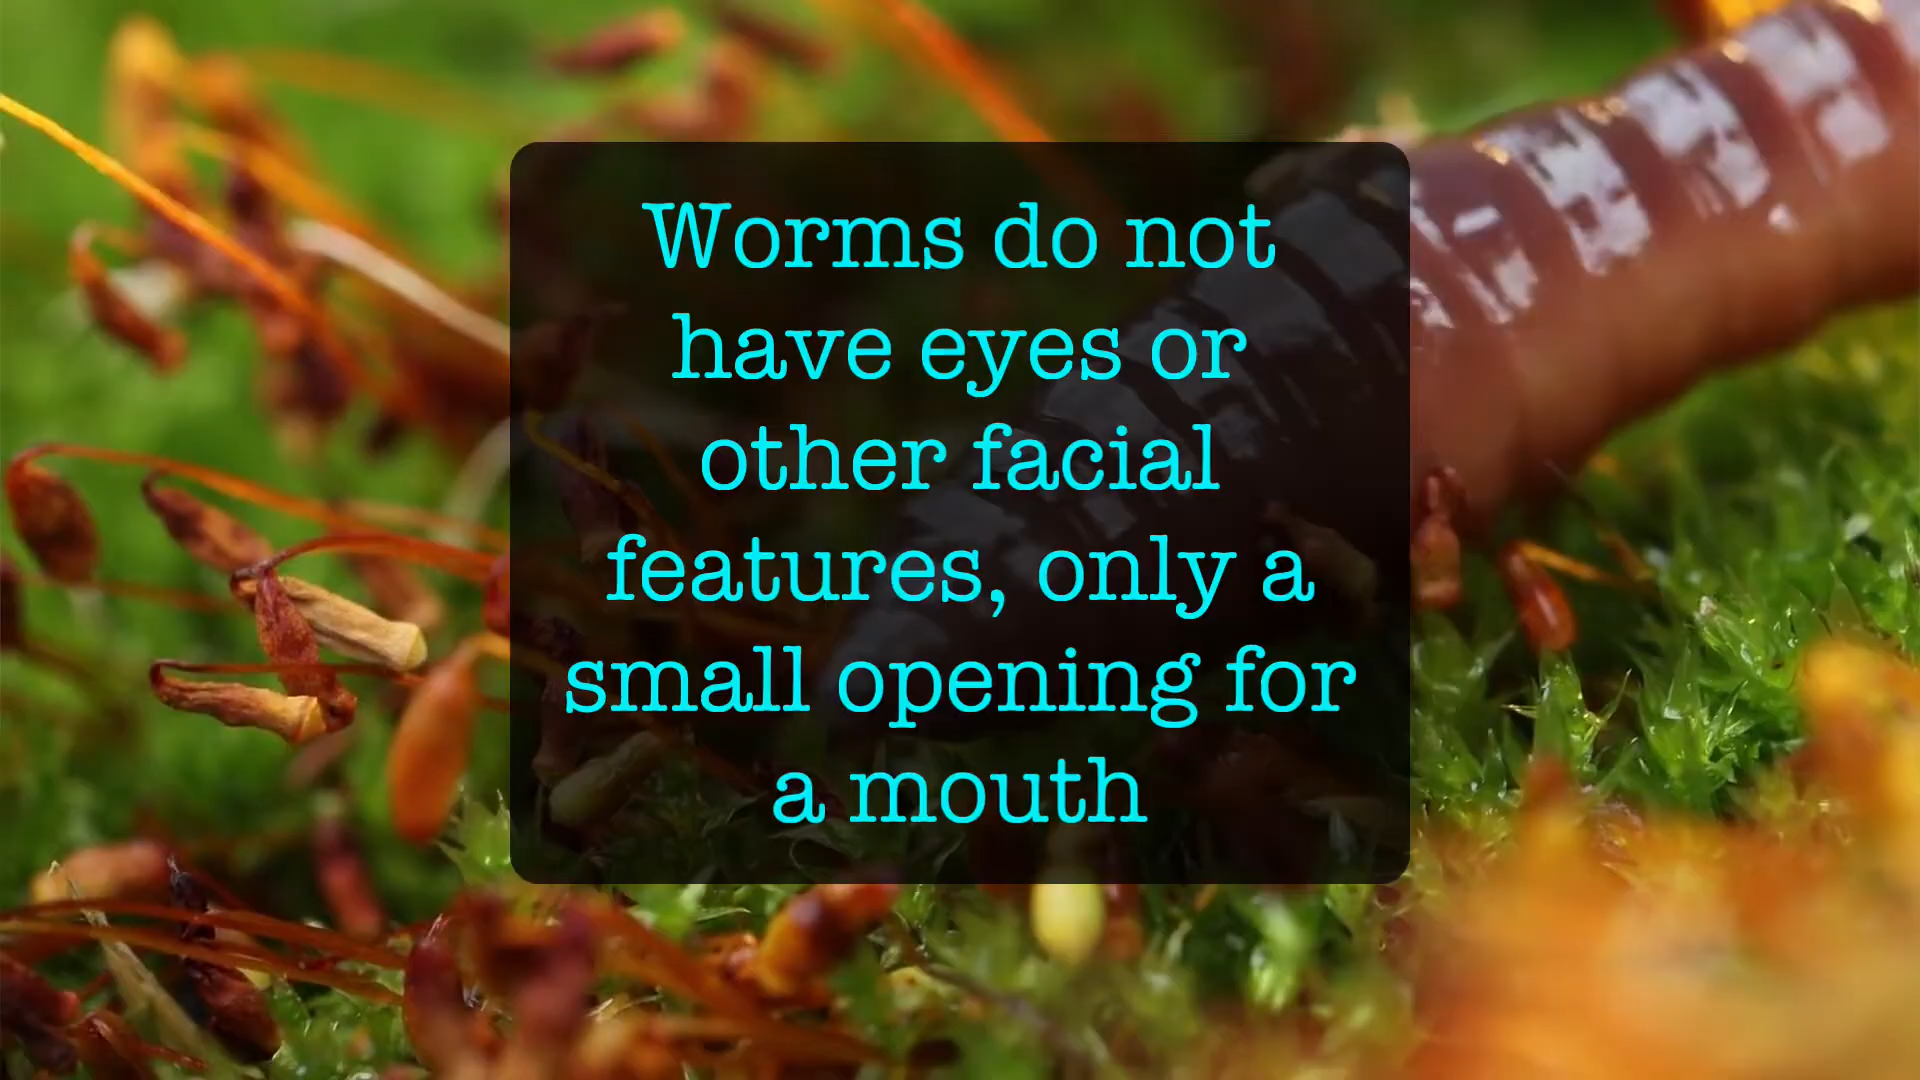 Worms do not
have eyes or
other facial
features, only a
small opening for
a mouth